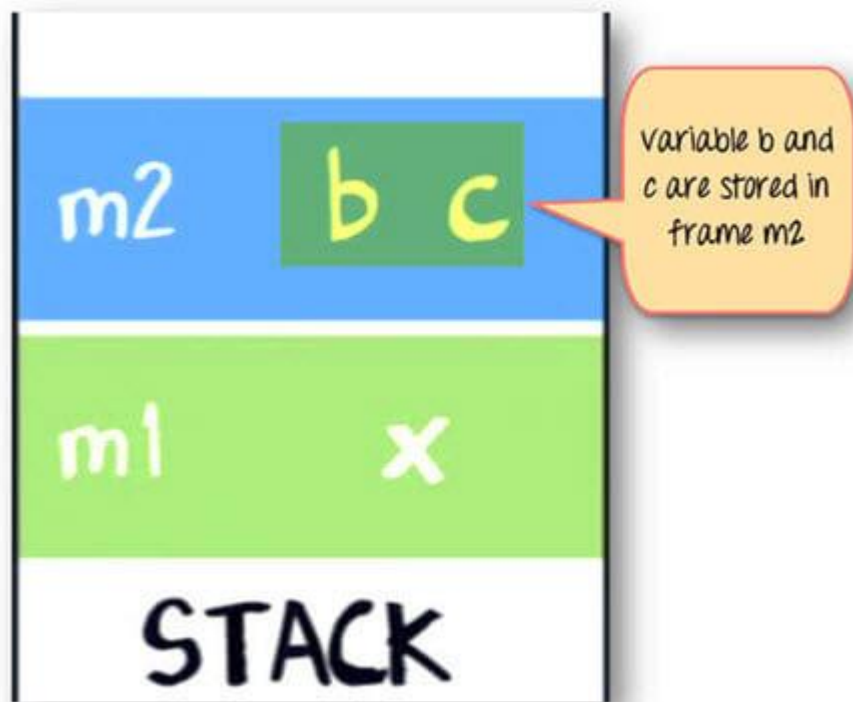 m2 b c
variable b and
c are stored in
frame m2
m1 x
STACK